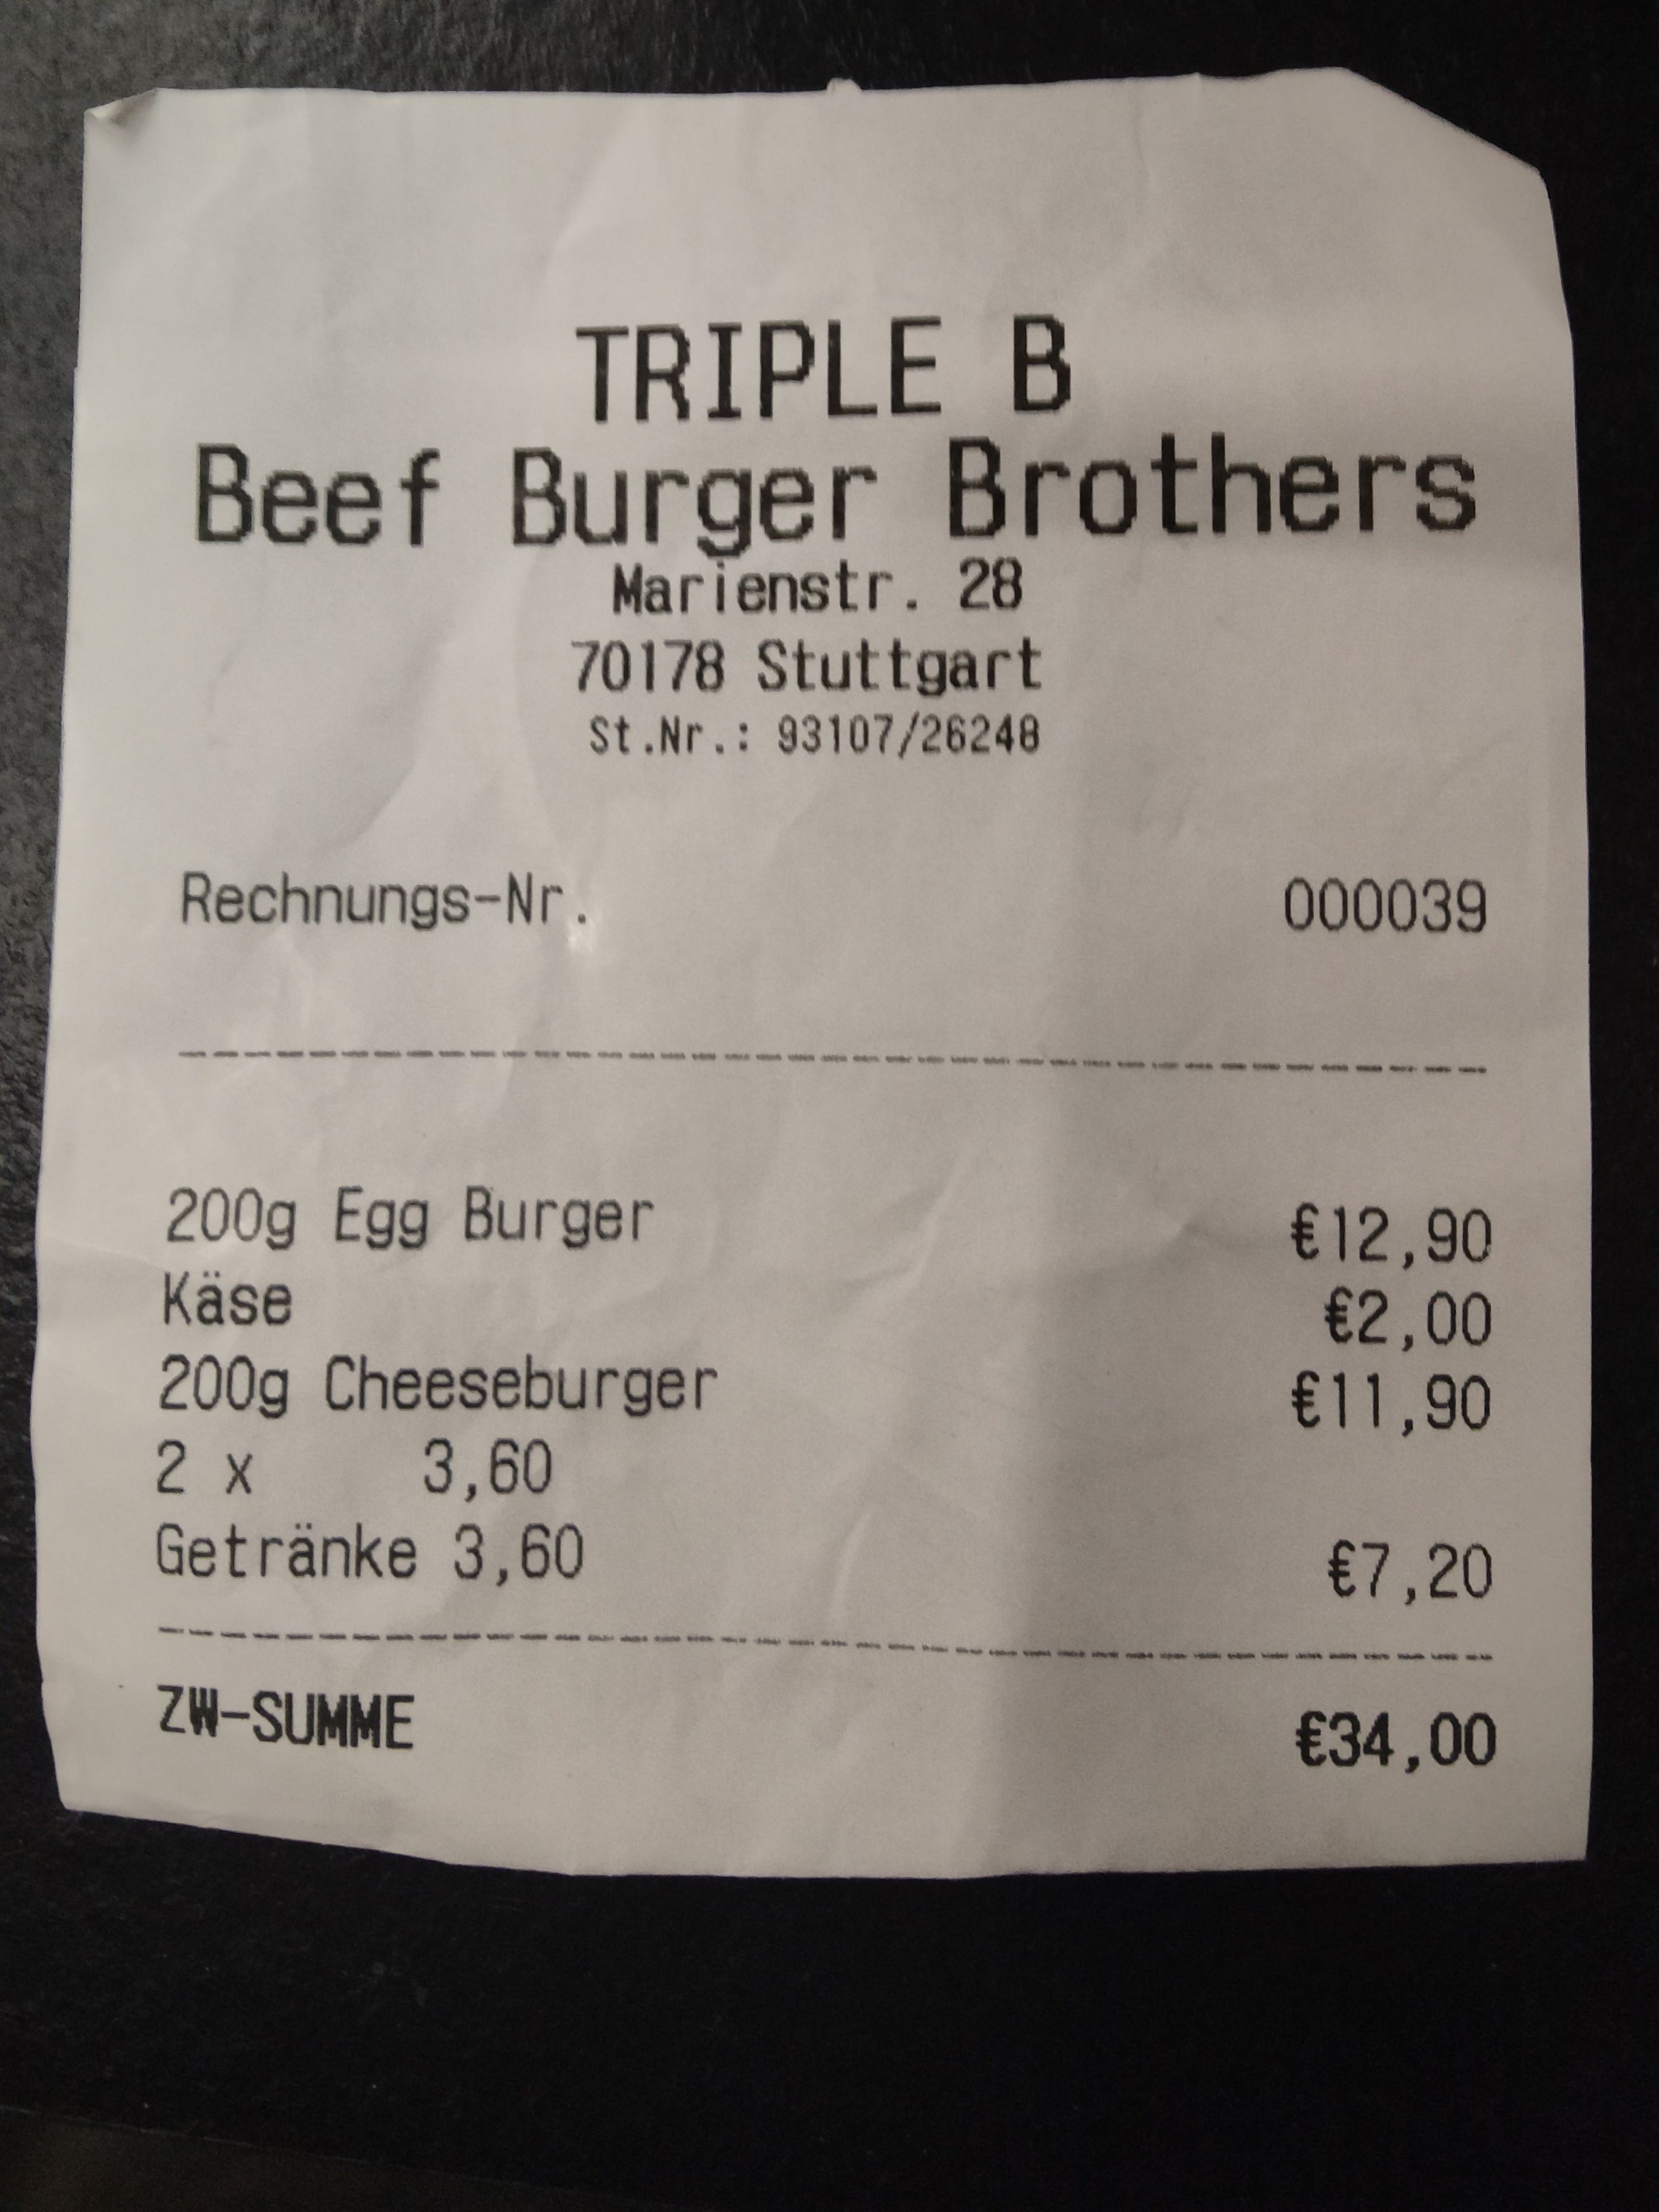 TRIPLE B
Beef Burger Brothers
Marienstr. 28
70178 Stuttgart
St.Nr.: 93107/26248
Rechnungs-Nr. 000039
200g Egg Burger €12,90
Käse €2,00
200g Cheeseburger €11,90
2 x 3,60
Getränke 3,60 €7,20
ZW-SUMME €34,00